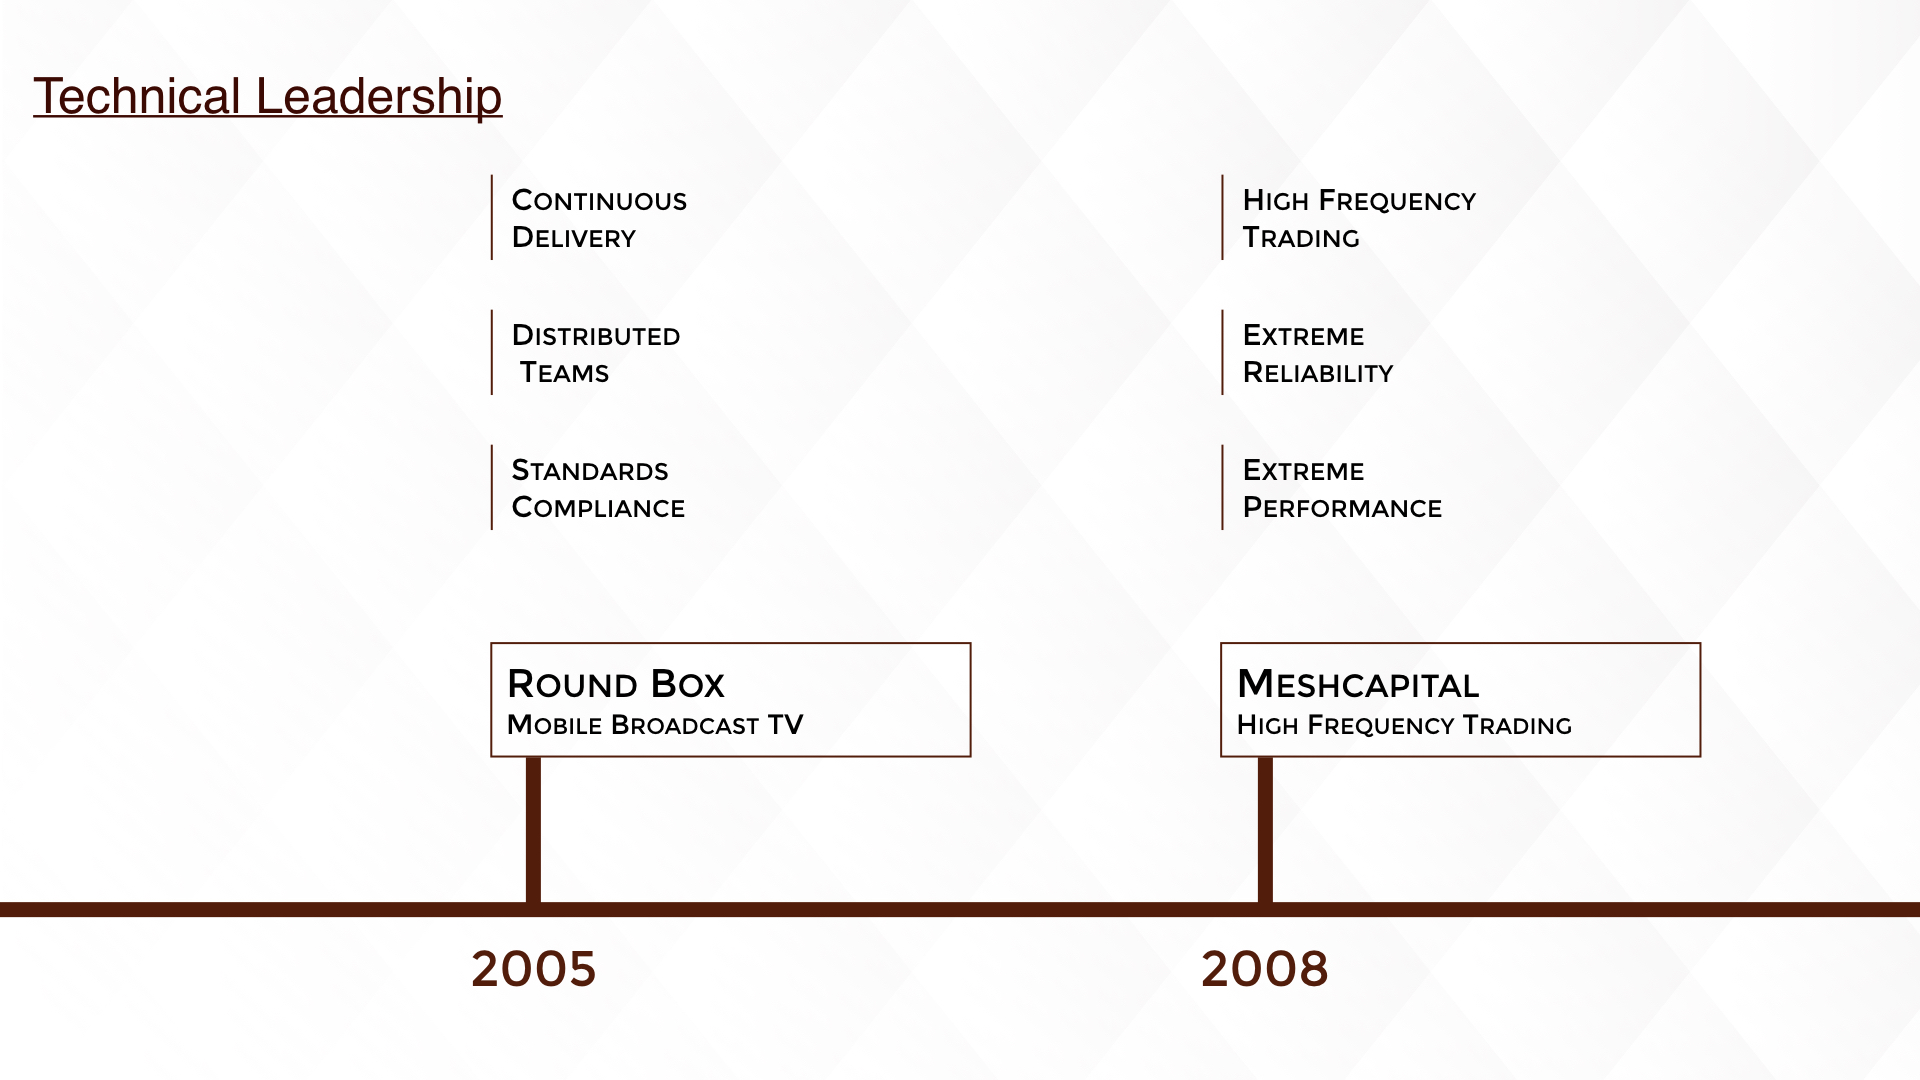 Technical Leadership
Continuous
Delivery
Distributed
Teams
Standards
Compliance
Round Box
Mobile Broadcast TV
2005
High Frequency
Trading
Extreme
Reliability
Extreme
Performance
Meshcapital
High Frequency Trading
2008